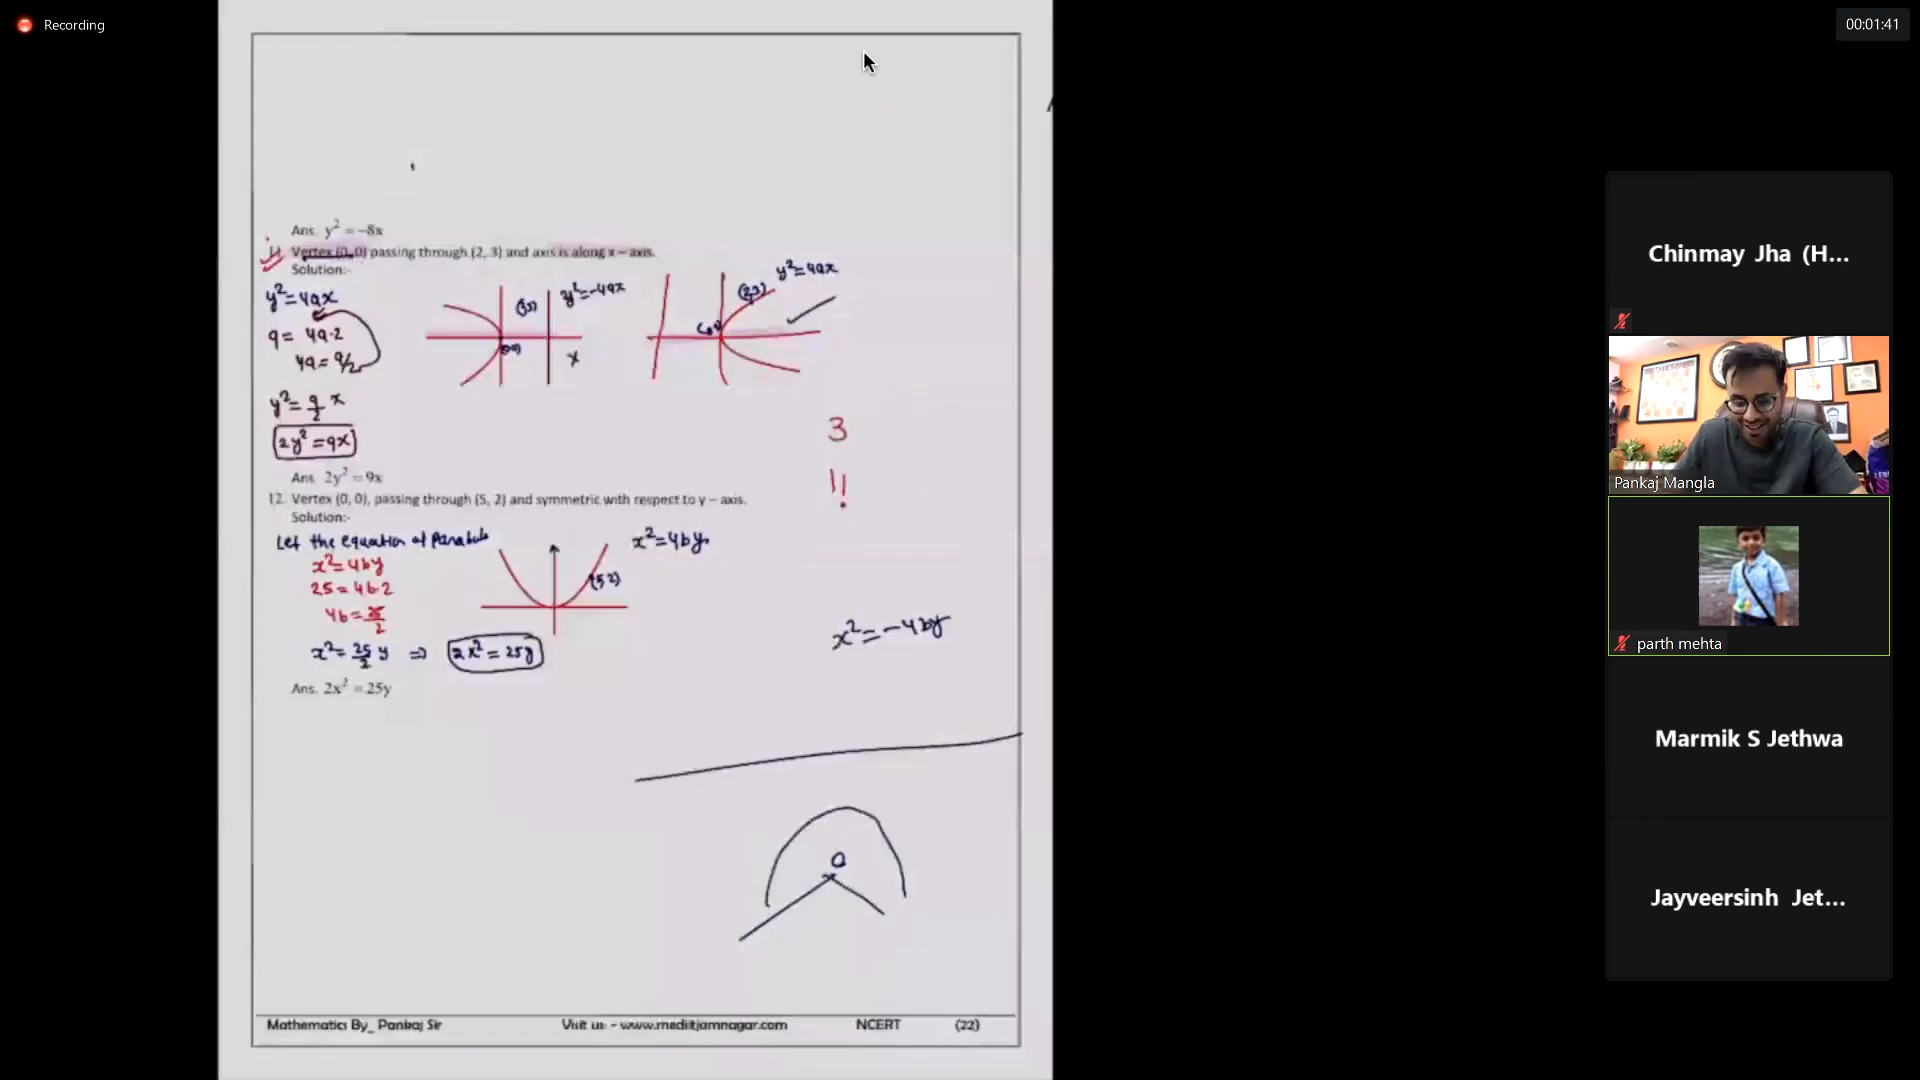 Recording
00:01:41
Ans. y² = –8x
11. Vertex (0, 0) passing through (2, 3) and axis is along x – axis.
Solution:-
y² = 4ax
9 = 4a·2
4a = 9/2
y² = 9/2 x
2y² = 9x
y² = –4ax
x
(2,3)
y² = 4ax
3
!!
Ans. 2y² = 9x
12. Vertex (0, 0), passing through (5, 2) and symmetric with respect to y – axis.
Solution:-
Let the equation of Parabola
x² = 4by
25 = 4b·2
4b = 25/2
x² = 25/2 y ⇒ 2x² = 25y
(5 2)
x² = 4by
x² = –4by
Ans. 2x² = 25y
Mathematics By_ Pankaj Sir Visit us: - www.mediitjamnagar.com NCERT (22)
Chinmay Jha (H...
Pankaj Mangla
parth mehta
Marmik S Jethwa
Jayveersinh Jet...